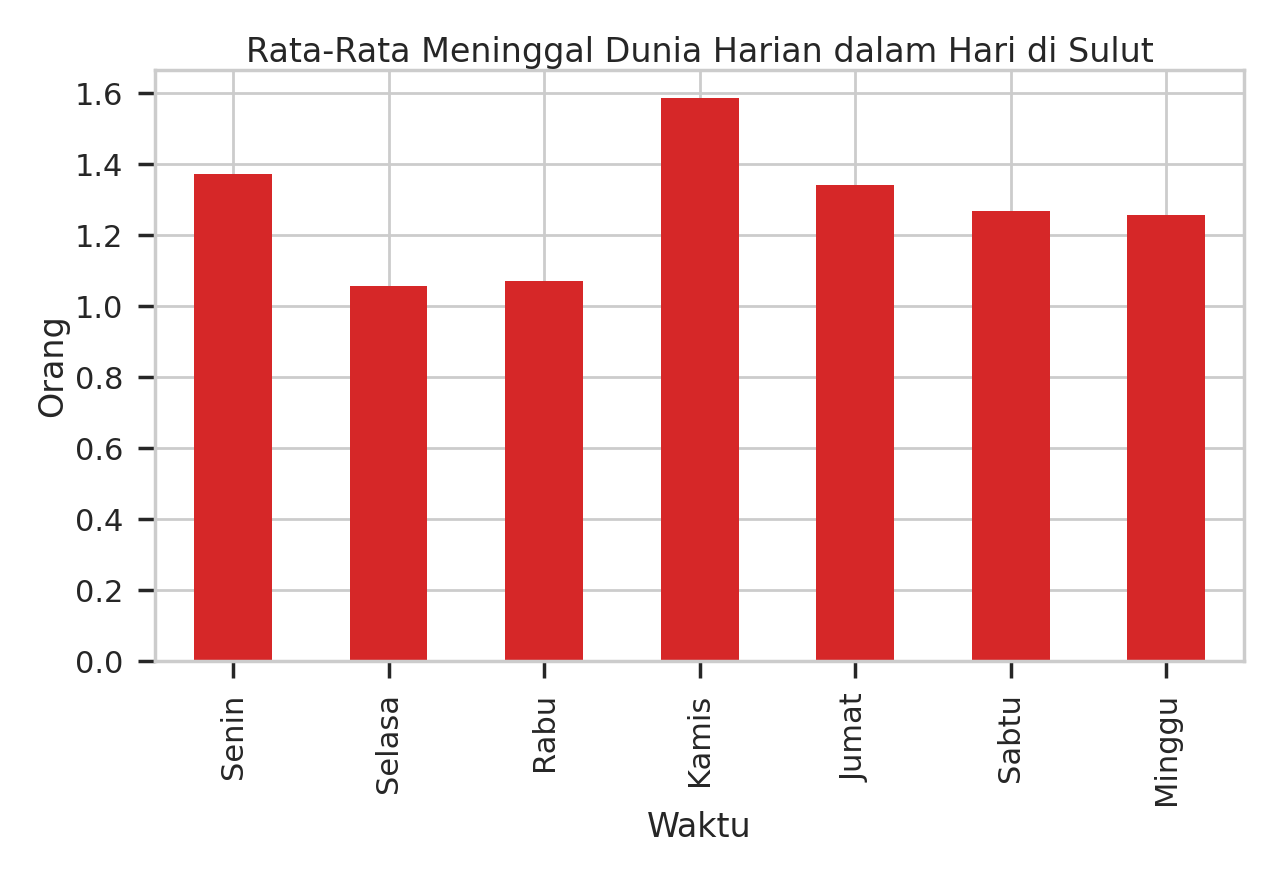 Rata-Rata Meninggal Dunia Harian dalam Hari di Sulut
1.6
1.4
1.2
1.0
0.8
0.6
0.4
0.2
0.0
Orang
Senin
Selasa
Rabu
Kamis
Jumat
Sabtu
Minggu
Waktu